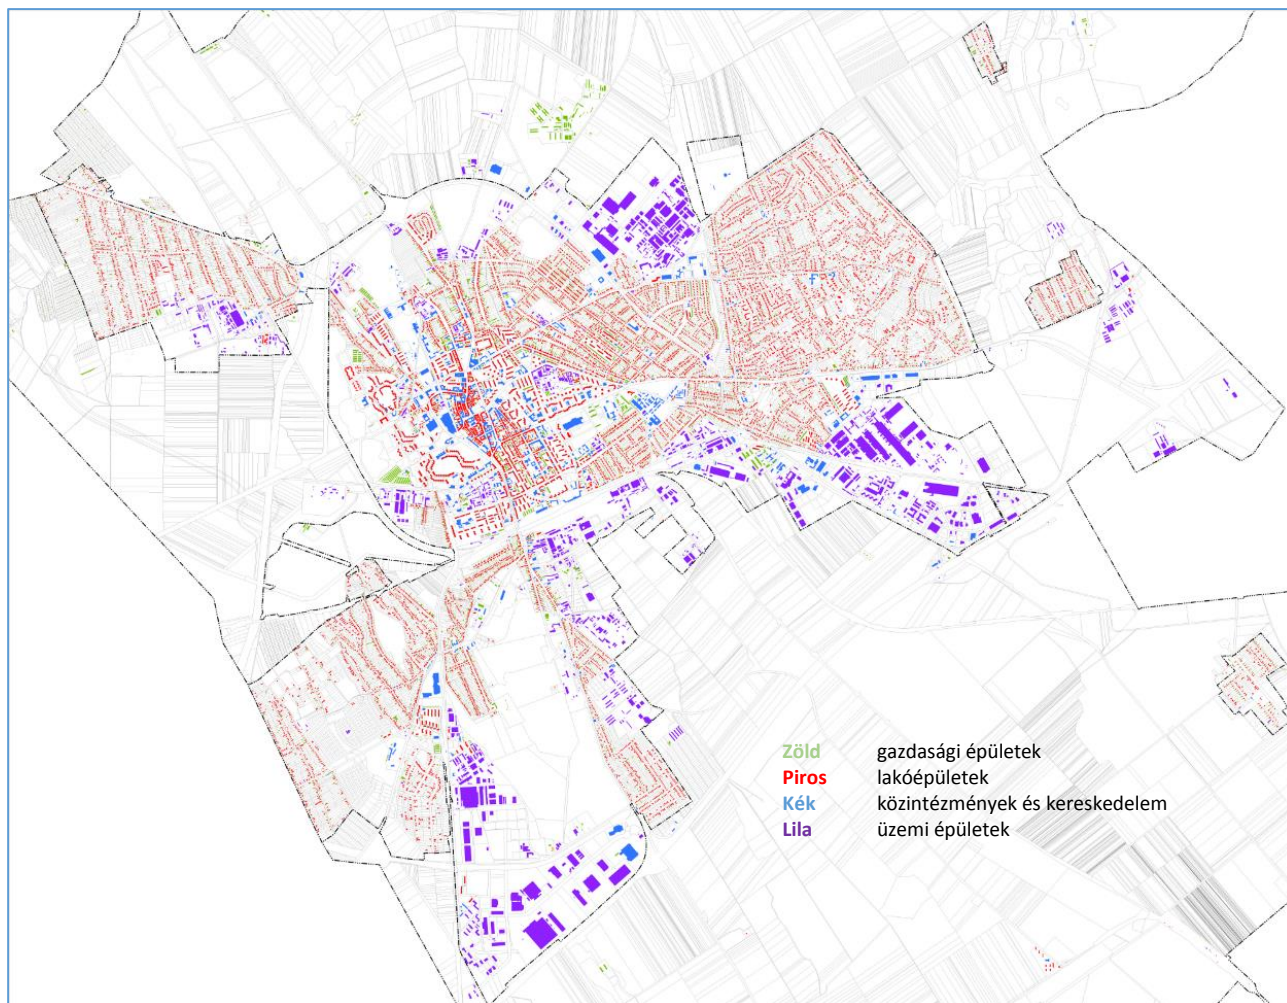 Zöld gazdasági épületek
Piros lakóépületek
Kék közintézmények és kereskedelem
Lila üzemi épületek